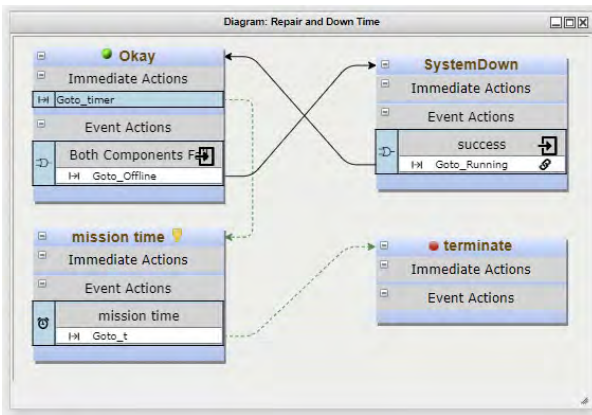 Diagram: Repair and Down Time
Okay
Immediate Actions
Goto_timer
Event Actions
Both Components Fa
Goto_Offline
SystemDown
Immediate Actions
Event Actions
success
Goto_Running
mission time
Immediate Actions
Event Actions
mission time
Goto_t
terminate
Immediate Actions
Event Actions